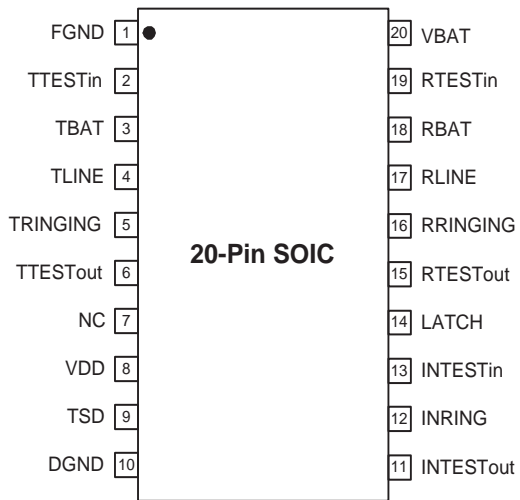 FGND 1 20 VBAT
TTESTin 2 19 RTESTin
TBAT 3 18 RBAT
TLINE 4 17 RLINE
TRINGING 5 16 RRINGING
20-Pin SOIC
TTESTout 6 15 RTESTout
NC 7 14 LATCH
VDD 8 13 INTESTin
TSD 9 12 INRING
DGND 10 11 INTESTout